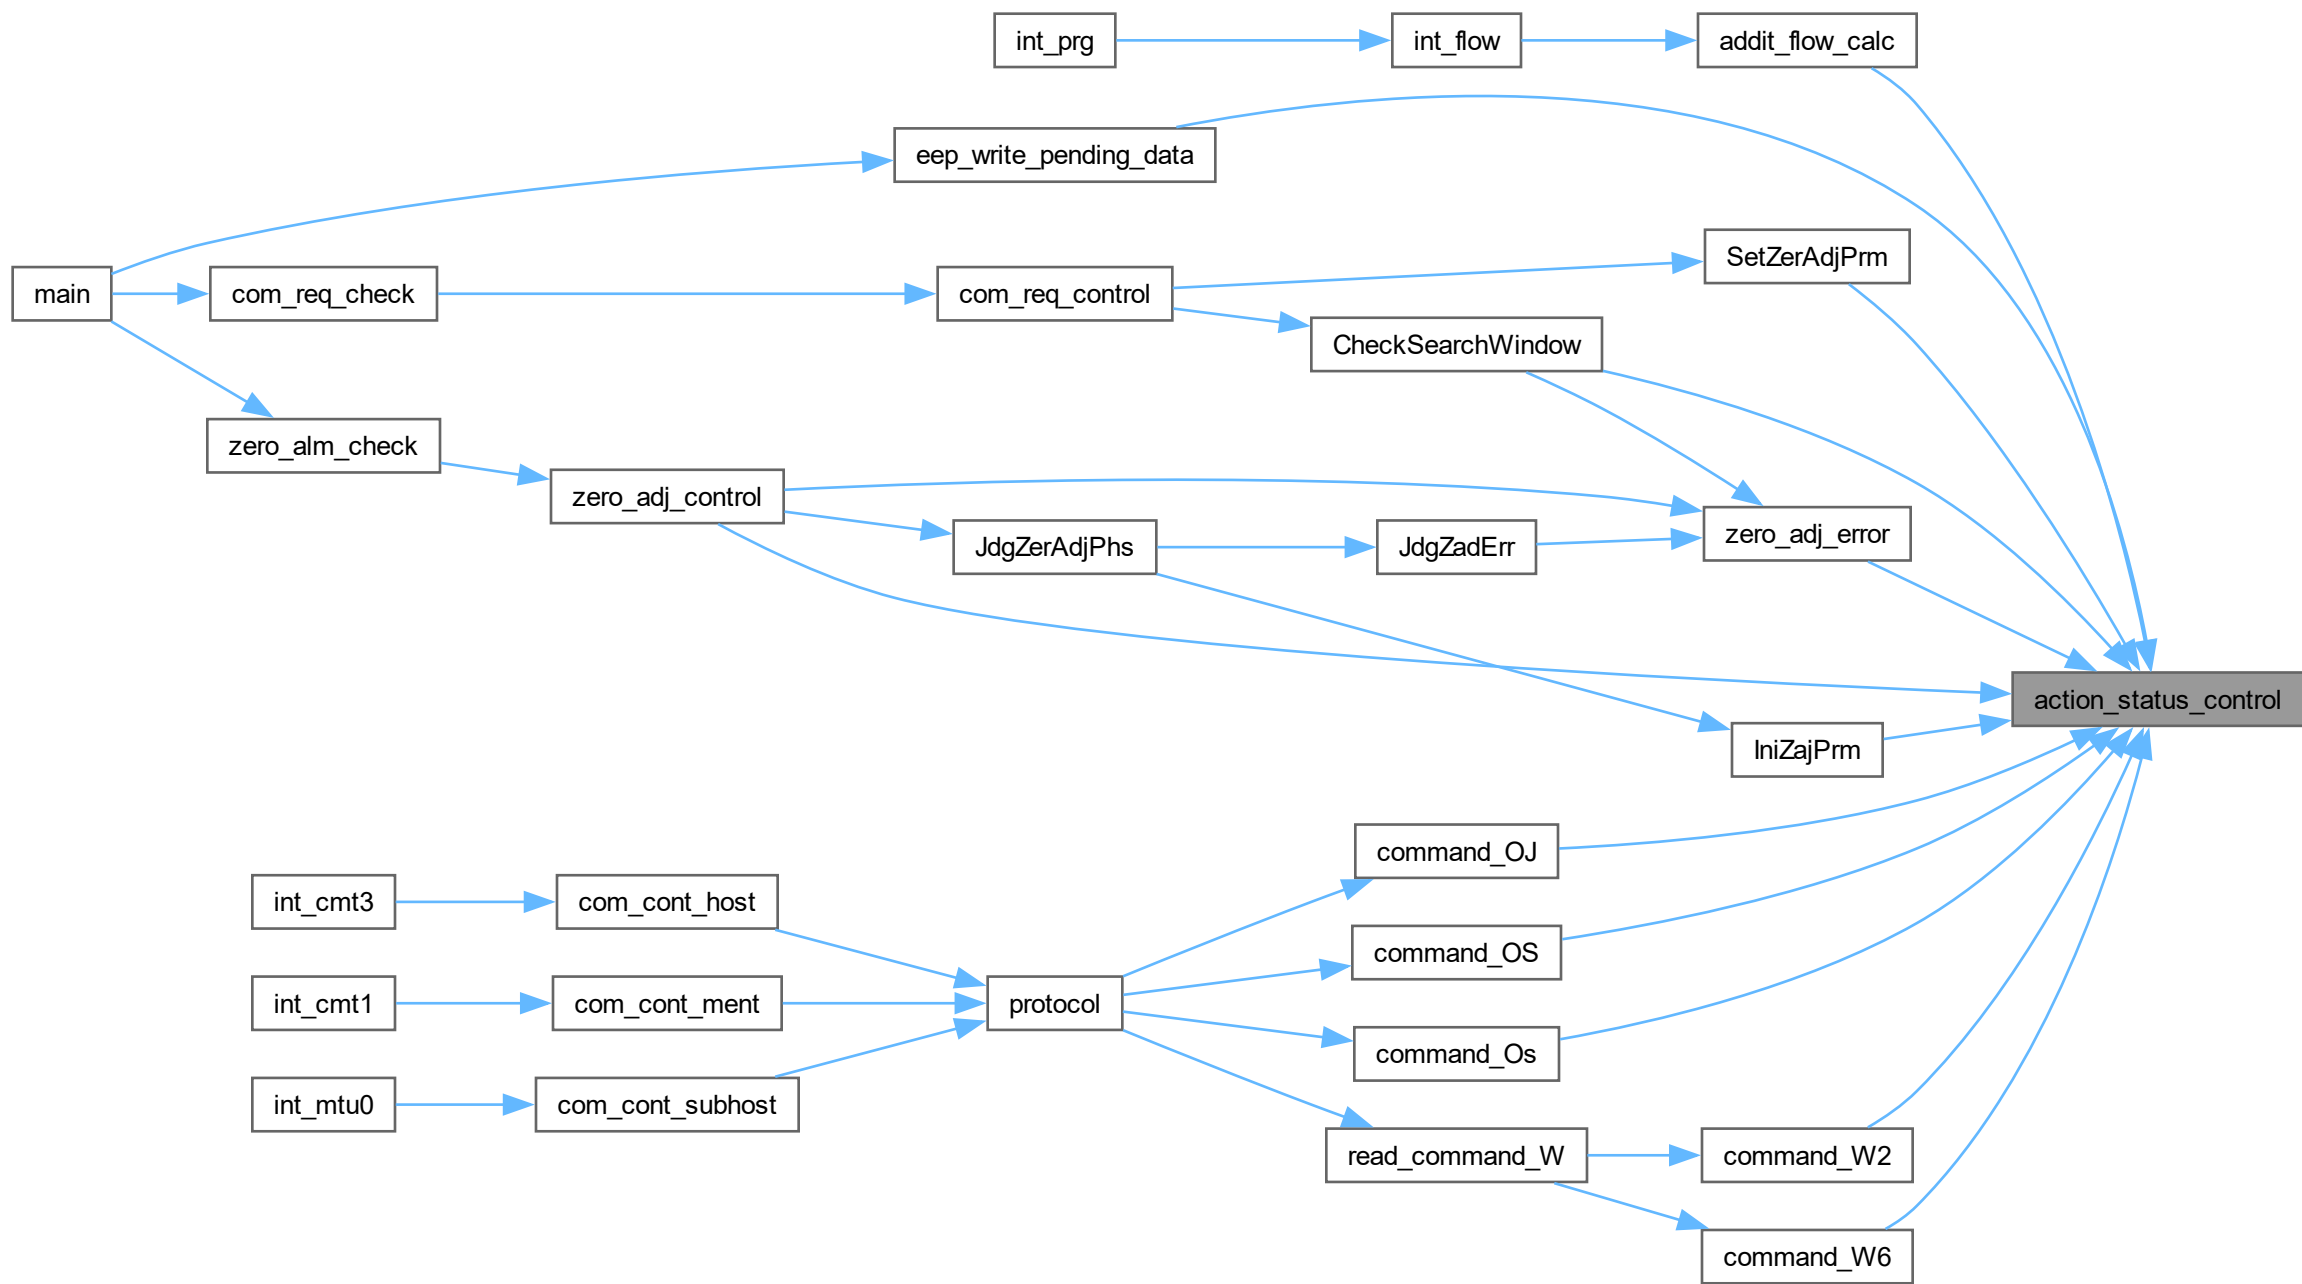 int_prg
int_flow
addit_flow_calc
eep_write_pending_data
SetZerAdjPrm
main
com_req_check
com_req_control
CheckSearchWindow
zero_alm_check
zero_adj_control
JdgZerAdjPhs
JdgZadErr
zero_adj_error
action_status_control
IniZajPrm
command_OJ
int_cmt3
com_cont_host
command_OS
int_cmt1
com_cont_ment
protocol
command_Os
int_mtu0
com_cont_subhost
read_command_W
command_W2
command_W6